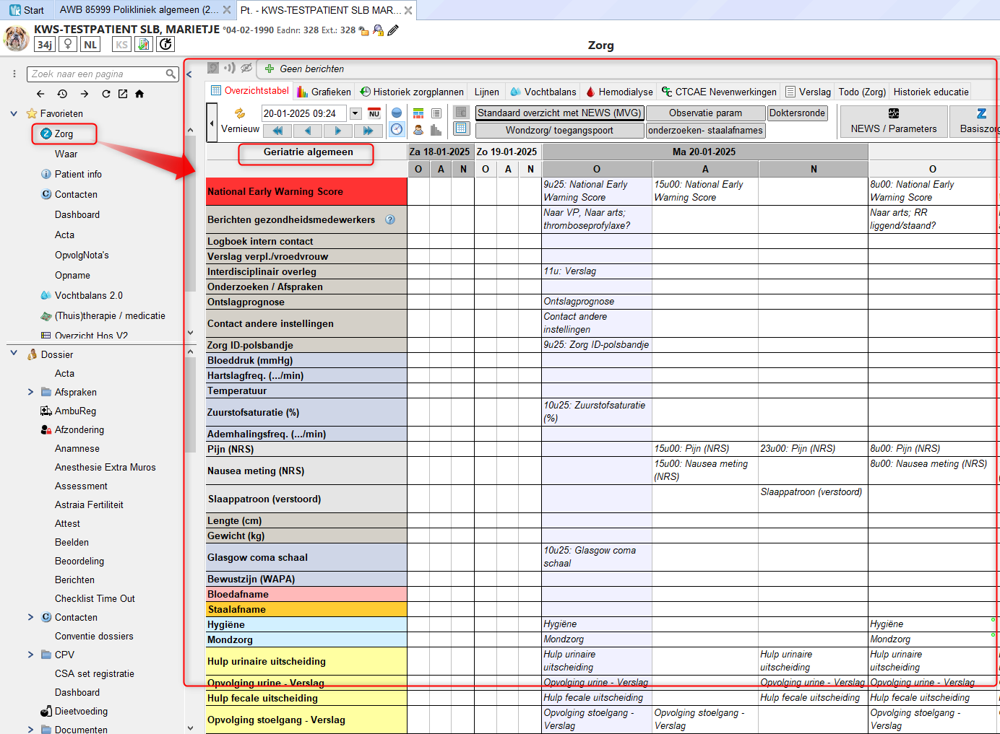 Start
AWB 85999 Polikliniek algemeen (2...
Pt. - KWS-TESTPATIENT SLB MAR...
KWS-TESTPATIENT SLB, MARIETJE °04-02-1990 Eadnr: 328 Ext.: 328
34j NL KS
Zorg
Zoek naar een pagina
Favorieten
Zorg
Waar
Patient info
Contacten
Dashboard
Acta
OpvolgNota's
Opname
Vochtbalans 2.0
(Thuis)therapie / medicatie
Overzicht Hos V2
Dossier
Acta
Afspraken
AmbuReg
Afzondering
Anamnese
Anesthesie Extra Muros
Assessment
Astraia Fertiliteit
Attest
Beelden
Beoordeling
Berichten
Checklist Time Out
Contacten
Conventie dossiers
CPV
CSA set registratie
Dashboard
Dieetvoeding
Documenten
Geen berichten
Overzichtstabel Grafieken Historiek zorgplannen Lijnen Vochtbalans Hemodialyse CTCAE Nevenwerkingen Verslag Todo (Zorg) Historiek educatie
Vernieuw
20-01-2025 09:24
NU
Standaard overzicht met NEWS (MVG) Observatie param Doktersronde
Wondzorg/ toegangspoort onderzoeken- staalafnames
NEWS / Parameters
Basiszorg
Geriatrie algemeen Za 18-01-2025 Zo 19-01-2025 Ma 20-01-2025
O A N O A N O A N O
National Early Warning Score
9u25: National Early
Warning Score
15u00: National Early
Warning Score
8u00: National Early
Warning Score
Berichten gezondheidsmedewerkers
Naar VP, Naar arts;
thromboseprofylaxe?
Naar arts; RR
liggend/staand?
Logboek intern contact
Verslag verpl./vroedvrouw
Interdisciplinair overleg 11u: Verslag
Onderzoeken / Afspraken
Ontslagprognose Ontslagprognose
Contact andere instellingen
Contact andere
instellingen
Zorg ID-polsbandje 9u25: Zorg ID-polsbandje
Bloeddruk (mmHg)
Hartslagfreq. (.../min)
Temperatuur
Zuurstofsaturatie (%)
10u25: Zuurstofsaturatie
(%)
Ademhalingsfreq. (.../min)
Pijn (NRS) 15u00: Pijn (NRS) 23u00: Pijn (NRS) 8u00: Pijn (NRS)
Nausea meting (NRS)
15u00: Nausea meting
(NRS)
8u00: Nausea meting (NRS)
Slaappatroon (verstoord) Slaappatroon (verstoord)
Lengte (cm)
Gewicht (kg)
Glasgow coma schaal
10u25: Glasgow coma
schaal
Bewustzijn (WAPA)
Bloedafname
Staalafname
Hygiëne Hygiëne Hygiëne
Mondzorg Mondzorg Mondzorg
Hulp urinaire uitscheiding
Hulp urinaire
uitscheiding
Hulp urinaire
uitscheiding
Hulp urinaire
uitscheiding
Opvolging urine - Verslag Opvolging urine - Verslag Opvolging urine - Verslag Opvolging urine - Verslag
Hulp fecale uitscheiding Hulp fecale uitscheiding Hulp fecale uitscheiding Hulp fecale uitscheiding
Opvolging stoelgang - Verslag
Opvolging stoelgang -
Verslag
Opvolging stoelgang -
Verslag
Opvolging stoelgang -
Verslag